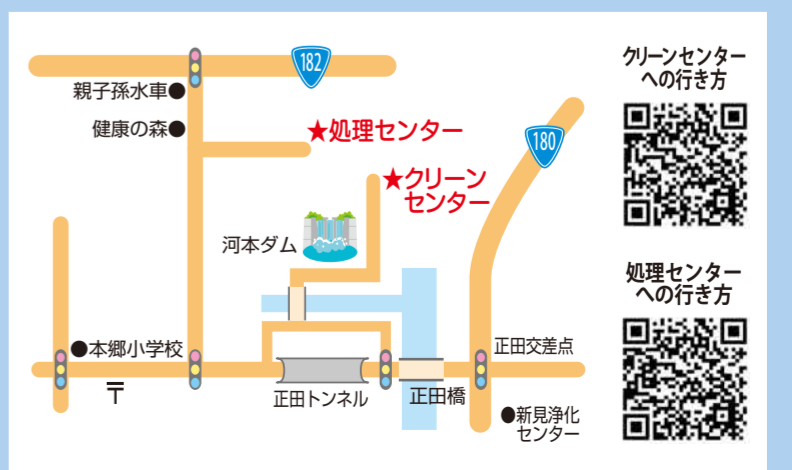 182
親子孫水車●
健康の森●
★処理センター
180
★クリーン
センター
河本ダム
●本郷小学校
〒
正田トンネル
正田橋
正田交差点
●新見浄化
センター
クリーンセンター
への行き方
処理センター
への行き方